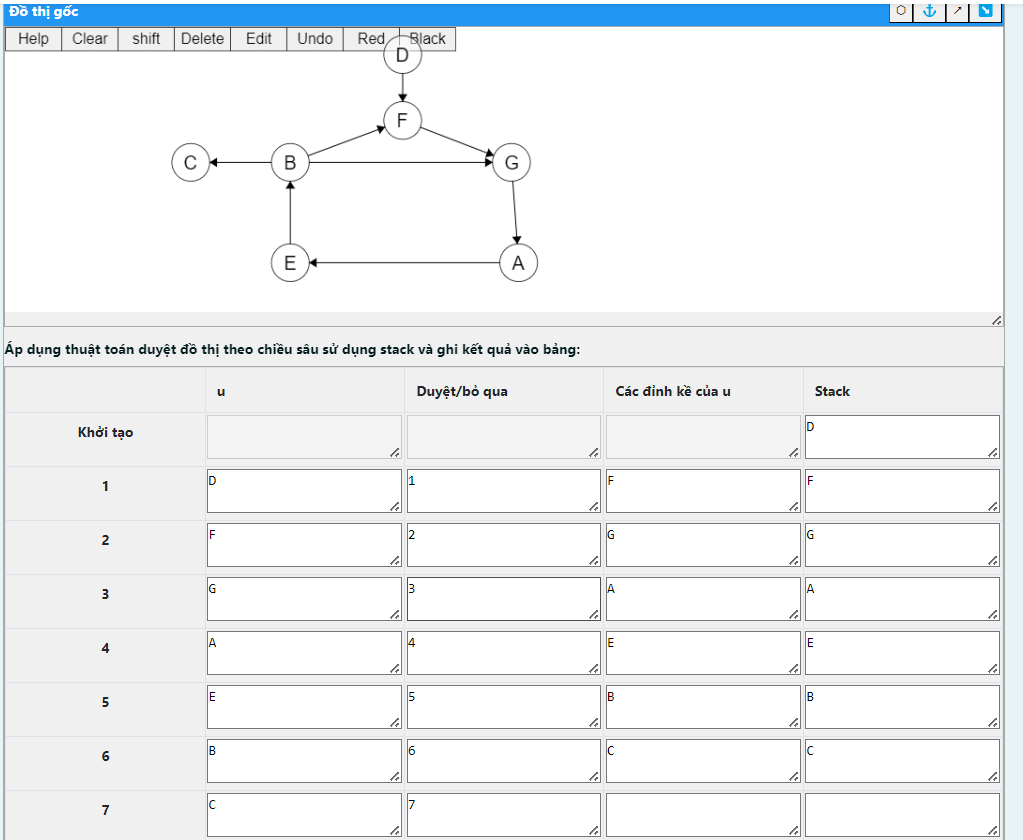 Đồ thị gốc
Help Clear shift Delete Edit Undo Red Black
D
F
C B G
E A
Áp dụng thuật toán duyệt đồ thị theo chiều sâu sử dụng stack và ghi kết quả vào bảng:
u Duyệt/bỏ qua Các đỉnh kề của u Stack
Khởi tạo D
1 D 1 F F
2 F 2 G G
3 G 3 A A
4 A 4 E E
5 E 5 B B
6 B 6 C C
7 C 7